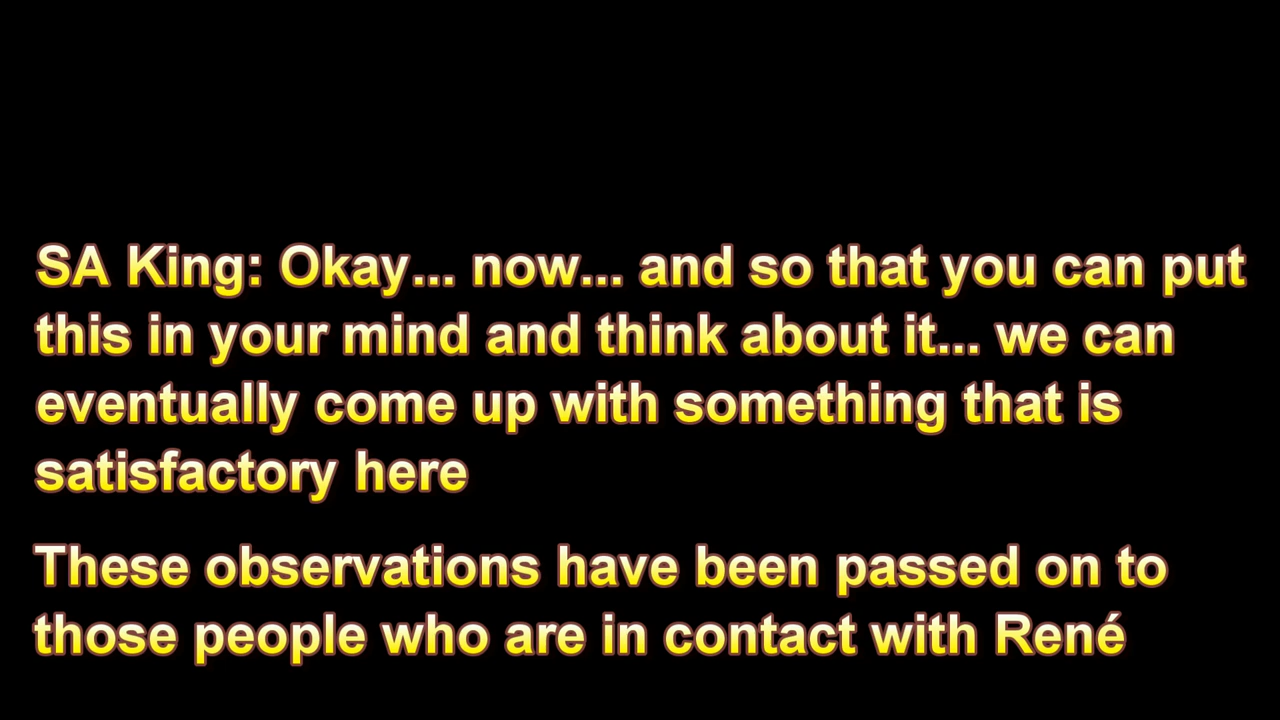 SA King: Okay... now... and so that you can put
this in your mind and think about it... we can
eventually come up with something that is
satisfactory here
These observations have been passed on to
those people who are in contact with René